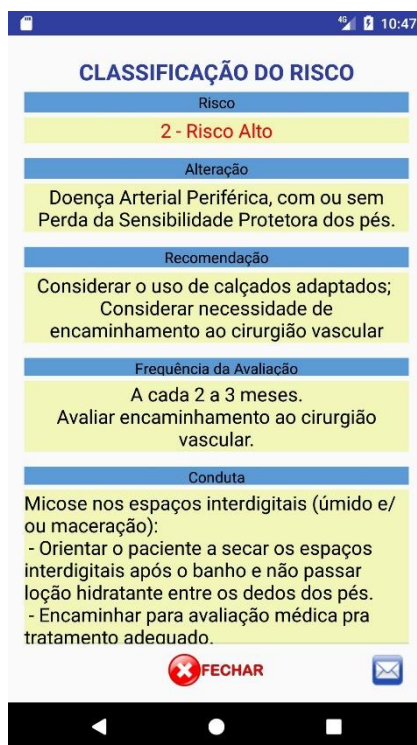 4G 10:47
CLASSIFICAÇÃO DO RISCO
Risco
2 - Risco Alto
Alteração
Doença Arterial Periférica, com ou sem
Perda da Sensibilidade Protetora dos pés.
Recomendação
Considerar o uso de calçados adaptados;
Considerar necessidade de
encaminhamento ao cirurgião vascular
Frequência da Avaliação
A cada 2 a 3 meses.
Avaliar encaminhamento ao cirurgião
vascular.
Conduta
Micose nos espaços interdigitais (úmido e/
ou maceração):
- Orientar o paciente a secar os espaços
interdigitais após o banho e não passar
loção hidratante entre os dedos dos pés.
- Encaminhar para avaliação médica pra
tratamento adequado.
FECHAR